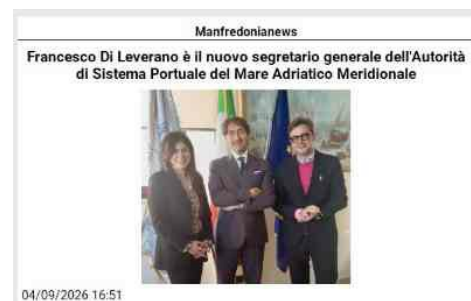 Manfredonianews
Francesco Di Leverano è il nuovo segretario generale dell'Autorità
di Sistema Portuale del Mare Adriatico Meridionale
04/09/2026 16:51